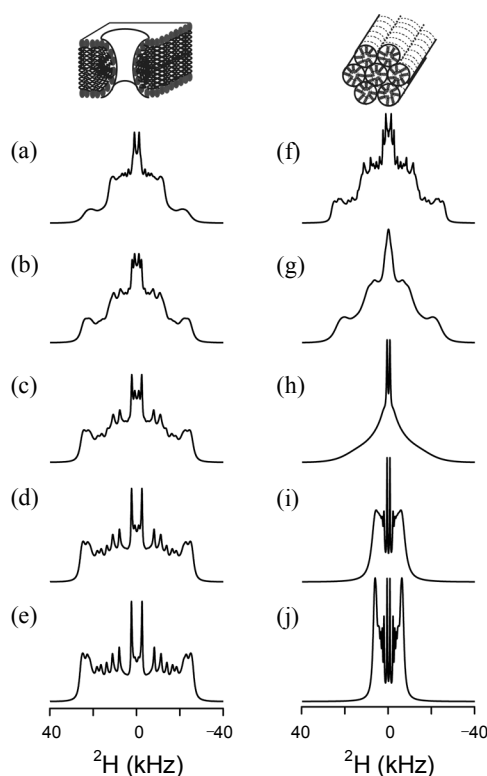 (a)
(b)
(c)
(d)
(e)
40 0 −40
²H (kHz)
(f)
(g)
(h)
(i)
(j)
40 0 −40
²H (kHz)